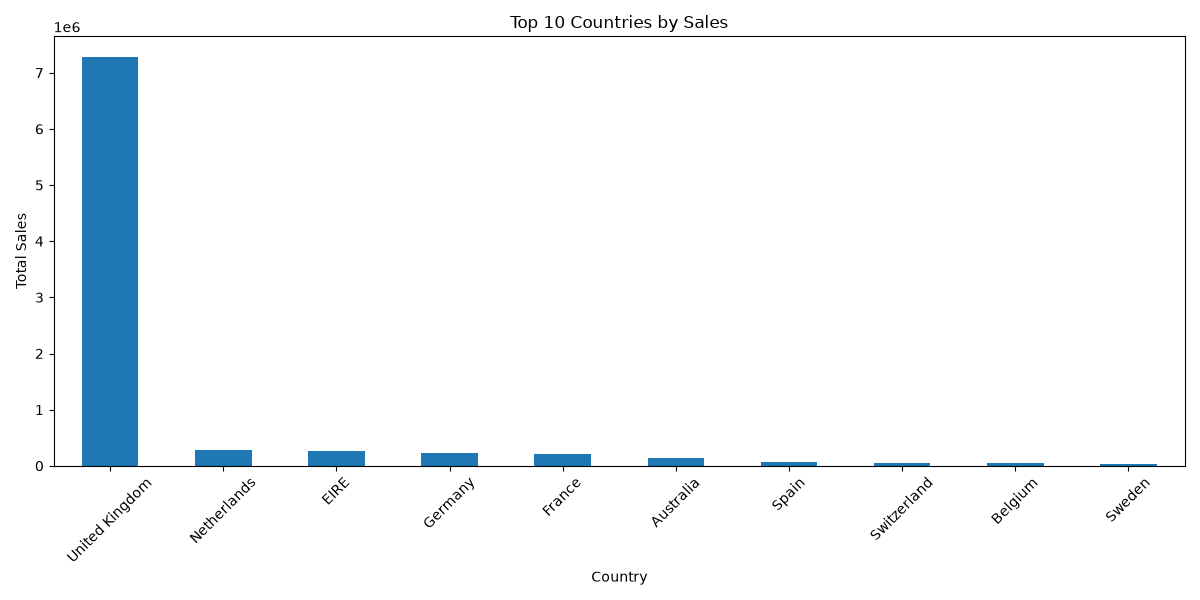 Top 10 Countries by Sales
1e6
7
6
5
4
3
2
1
0
Total Sales
United Kingdom
Netherlands
EIRE
Germany
France
Australia
Spain
Switzerland
Belgium
Sweden
Country